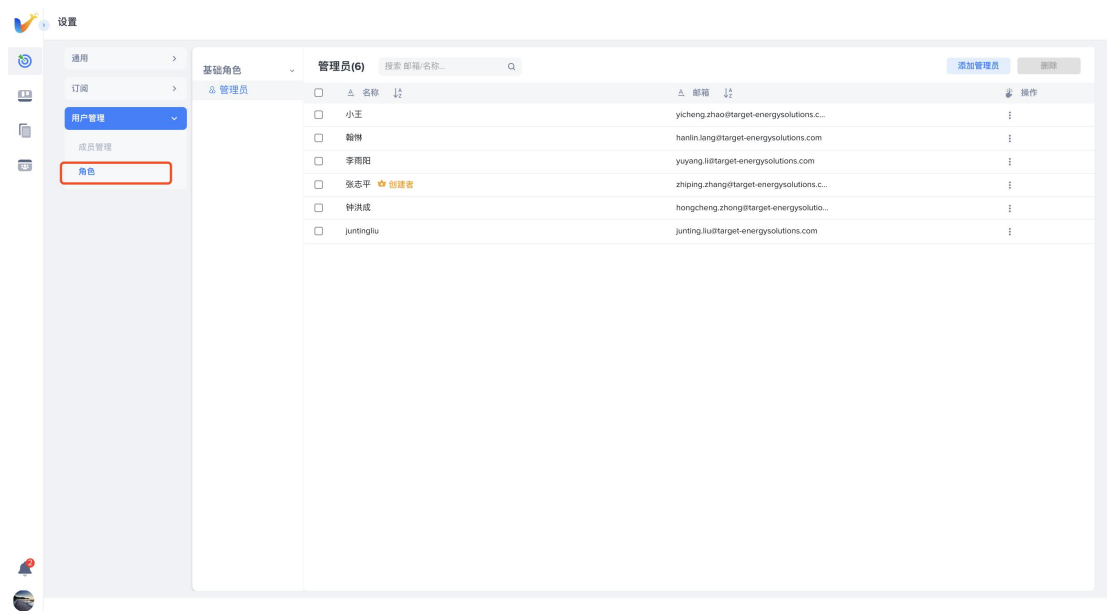 设置
通用
订阅
用户管理
成员管理
角色
基础角色
管理员
管理员(6) 搜索 邮箱/名称... 添加管理员 删除
A 名称 A 邮箱 操作
小王 yicheng.zhao@target-energysolutions.c...
翰惏 hanlin.lang@target-energysolutions.com
李雨阳 yuyang.li@target-energysolutions.com
张志平 创建者 zhiping.zhang@target-energysolutions.c...
钟洪成 hongcheng.zhong@target-energysolutio...
juntingliu junting.liu@target-energysolutions.com
2